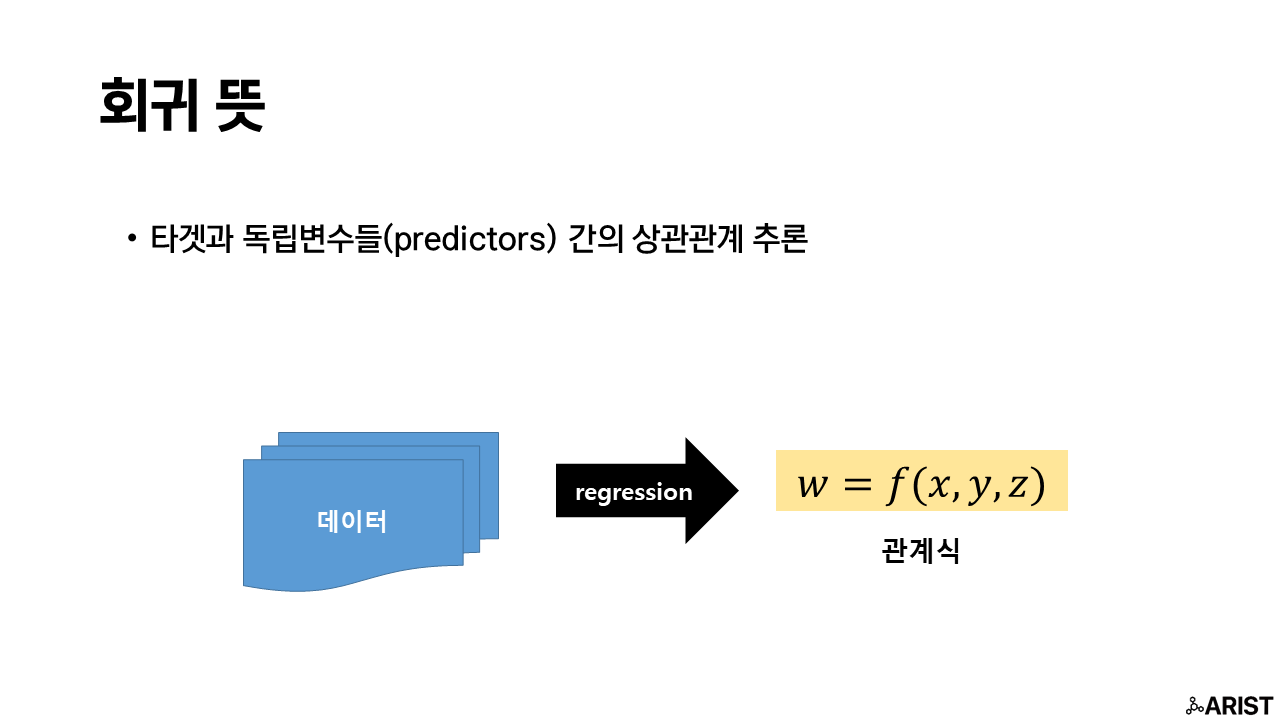 회귀 뜻
• 타겟과 독립변수들(predictors) 간의 상관관계 추론
데이터
regression
w = f(x, y, z)
관계식
ARIST